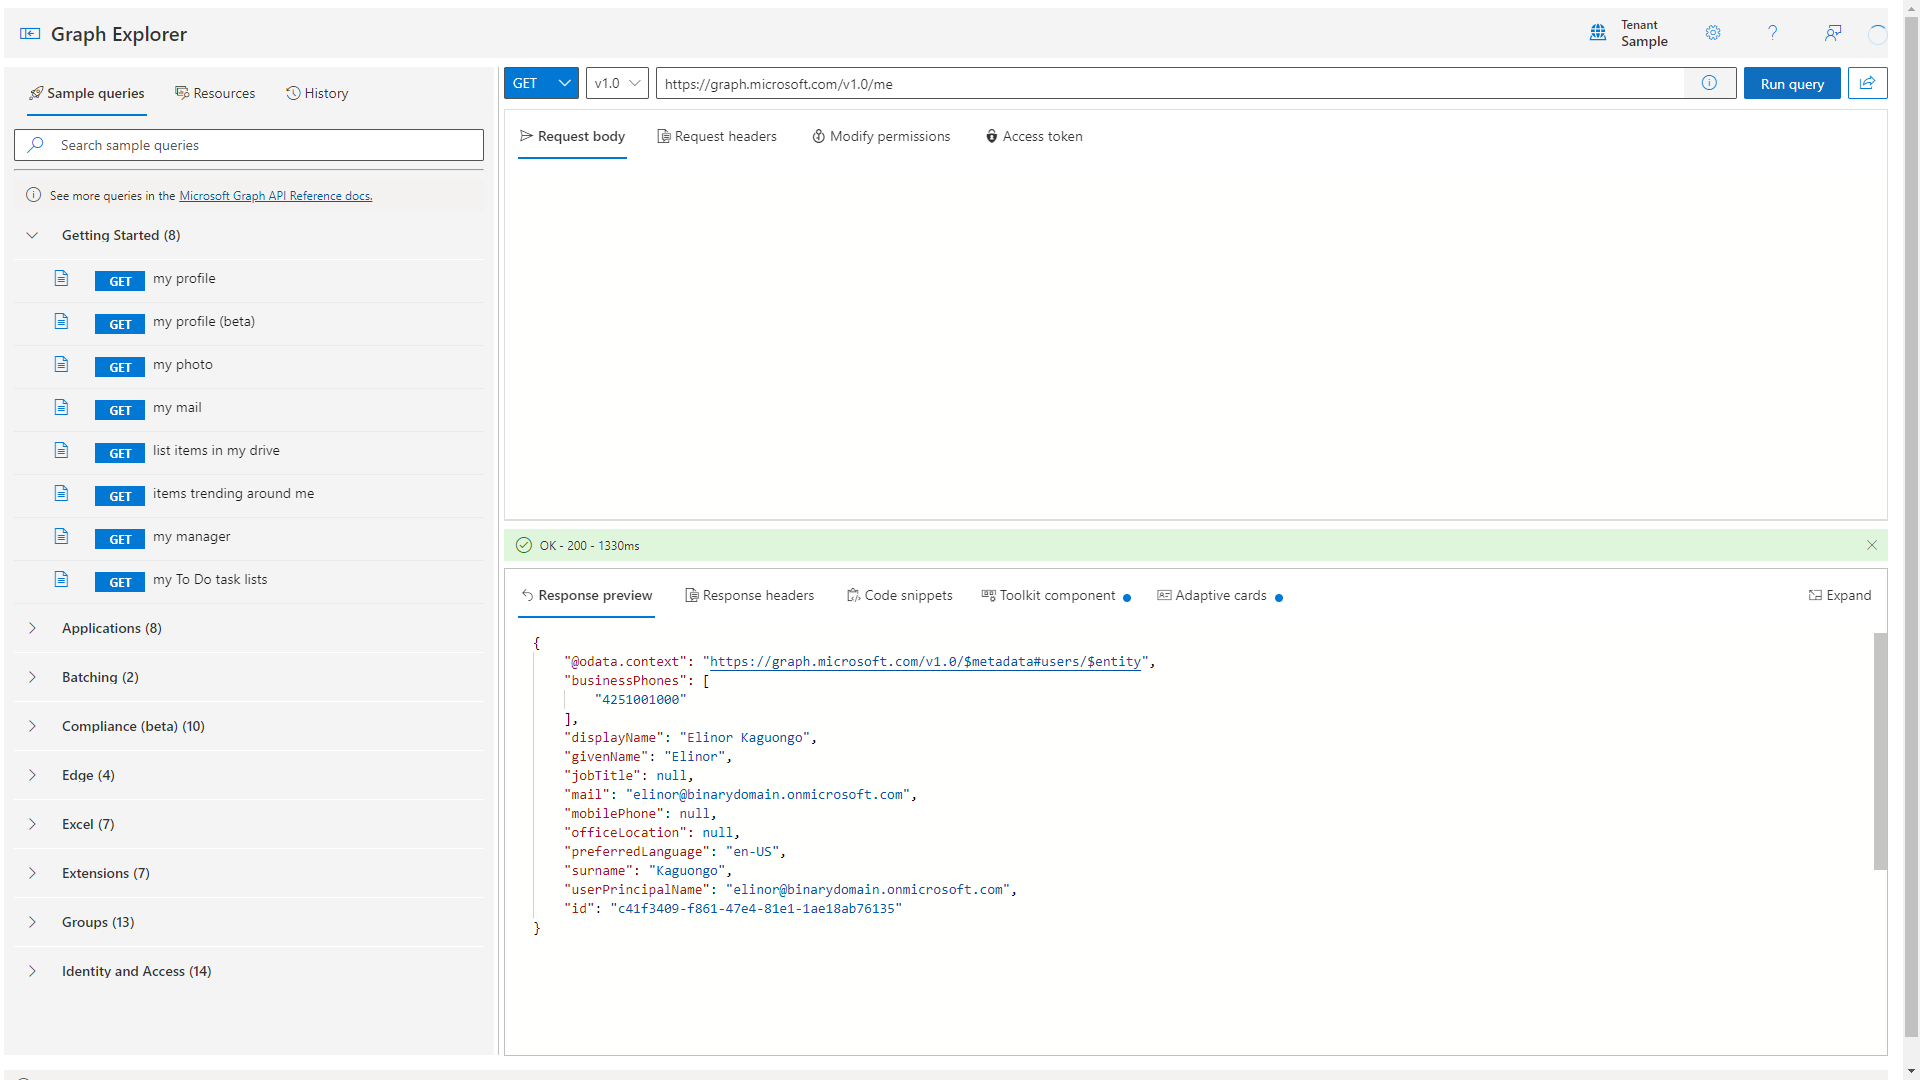 Graph Explorer
Tenant
Sample
Sample queries
Resources
History
Search sample queries
See more queries in the Microsoft Graph API Reference docs.
Getting Started (8)
GET my profile
GET my profile (beta)
GET my photo
GET my mail
GET list items in my drive
GET items trending around me
GET my manager
GET my To Do task lists
Applications (8)
Batching (2)
Compliance (beta) (10)
Edge (4)
Excel (7)
Extensions (7)
Groups (13)
Identity and Access (14)
GET
v1.0
https://graph.microsoft.com/v1.0/me
Run query
Request body
Request headers
Modify permissions
Access token
OK - 200 - 1330ms
Response preview
Response headers
Code snippets
Toolkit component
Adaptive cards
Expand
{
"@odata.context": "https://graph.microsoft.com/v1.0/$metadata#users/$entity",
"businessPhones": [
"4251001000"
],
"displayName": "Elinor Kaguongo",
"givenName": "Elinor",
"jobTitle": null,
"mail": "elinor@binarydomain.onmicrosoft.com",
"mobilePhone": null,
"officeLocation": null,
"preferredLanguage": "en-US",
"surname": "Kaguongo",
"userPrincipalName": "elinor@binarydomain.onmicrosoft.com",
"id": "c41f3409-f861-47e4-81e1-1ae18ab76135"
}